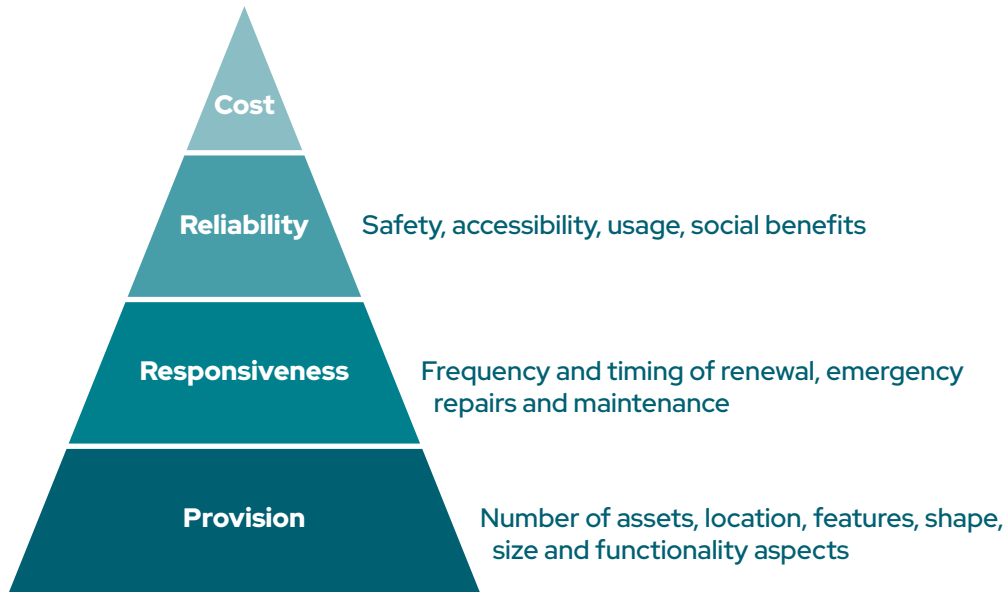 Cost
Reliability
Safety, accessibility, usage, social benefits
Responsiveness
Frequency and timing of renewal, emergency
repairs and maintenance
Provision
Number of assets, location, features, shape,
size and functionality aspects